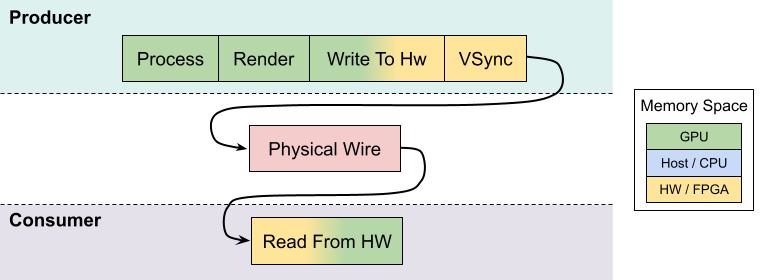 Producer
Process
Render
Write To Hw
VSync
Physical Wire
Memory Space
GPU
Host / CPU
HW / FPGA
Consumer
Read From HW